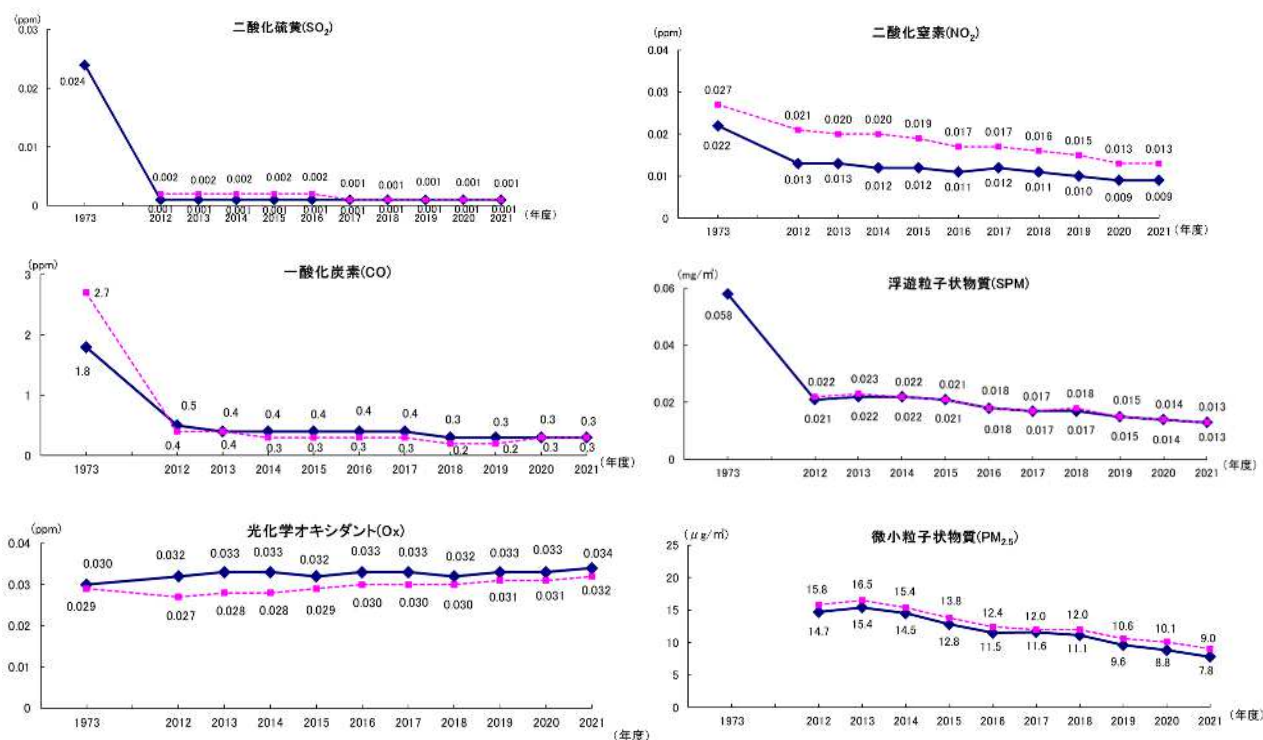 二酸化硫黄(SO₂)
(ppm)
0.03
0.02
0.01
0
0.024
0.002 0.002 0.002 0.002 0.002 0.001 0.001 0.001 0.001 0.001
0.001 0.001 0.001 0.001 0.001 0.001 0.001 0.001 0.001 0.001
1973 2012 2013 2014 2015 2016 2017 2018 2019 2020 2021 (年度)
二酸化窒素(NO₂)
(ppm)
0.04
0.03
0.02
0.01
0
0.027 0.021 0.020 0.020 0.019 0.017 0.017 0.016 0.015 0.013 0.013
0.022 0.013 0.013 0.012 0.012 0.011 0.012 0.011 0.010 0.009 0.009
1973 2012 2013 2014 2015 2016 2017 2018 2019 2020 2021 (年度)
一酸化炭素(CO)
(ppm)
3
2
1
0
2.7
1.8
0.5 0.4 0.4 0.4 0.4 0.4 0.3 0.3 0.3 0.3
0.4 0.4 0.3 0.3 0.3 0.3 0.2 0.2 0.3 0.3
1973 2012 2013 2014 2015 2016 2017 2018 2019 2020 2021 (年度)
浮遊粒子状物質(SPM)
(mg/㎥)
0.06
0.04
0.02
0
0.058
0.022 0.023 0.022 0.021 0.018 0.017 0.018 0.015 0.014 0.013
0.021 0.022 0.022 0.021 0.018 0.017 0.017 0.015 0.014 0.013
1973 2012 2013 2014 2015 2016 2017 2018 2019 2020 2021 (年度)
光化学オキシダント(Ox)
(ppm)
0.04
0.03
0.02
0.01
0
0.030 0.032 0.033 0.033 0.032 0.033 0.033 0.032 0.033 0.033 0.034
0.029 0.027 0.028 0.028 0.029 0.030 0.030 0.030 0.031 0.031 0.032
1973 2012 2013 2014 2015 2016 2017 2018 2019 2020 2021
(年度)
微小粒子状物質(PM₂.₅)
(μg/㎥)
25
20
15
10
5
0
15.8 16.5 15.4 13.8 12.4 12.0 12.0 10.6 10.1 9.0
14.7 15.4 14.5 12.8 11.5 11.6 11.1 9.6 8.8 7.8
1973 2012 2013 2014 2015 2016 2017 2018 2019 2020 2021
(年度)